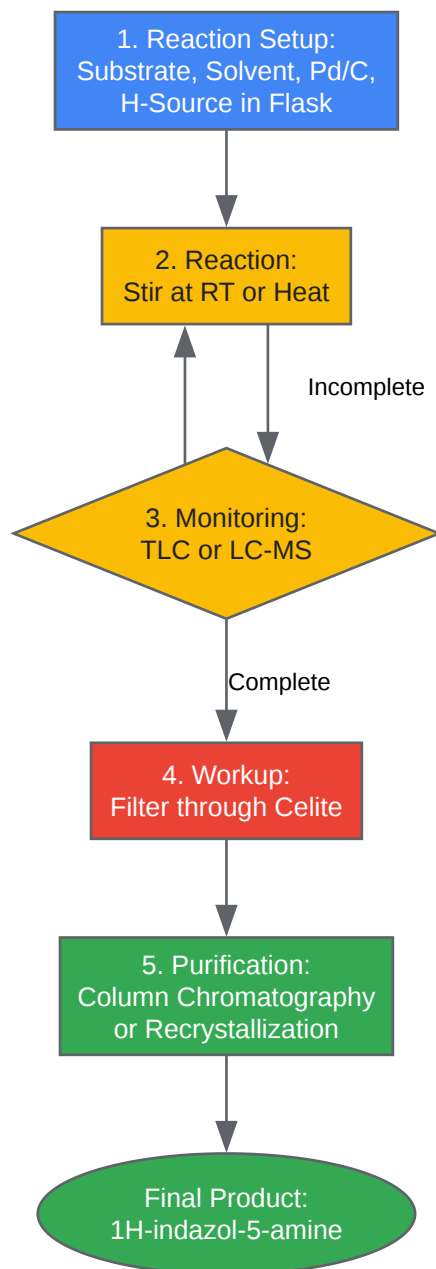 1. Reaction Setup:
Substrate, Solvent, Pd/C,
H-Source in Flask
2. Reaction:
Stir at RT or Heat
Incomplete
3. Monitoring:
TLC or LC-MS
Complete
4. Workup:
Filter through Celite
5. Purification:
Column Chromatography
or Recrystallization
Final Product:
1H-indazol-5-amine